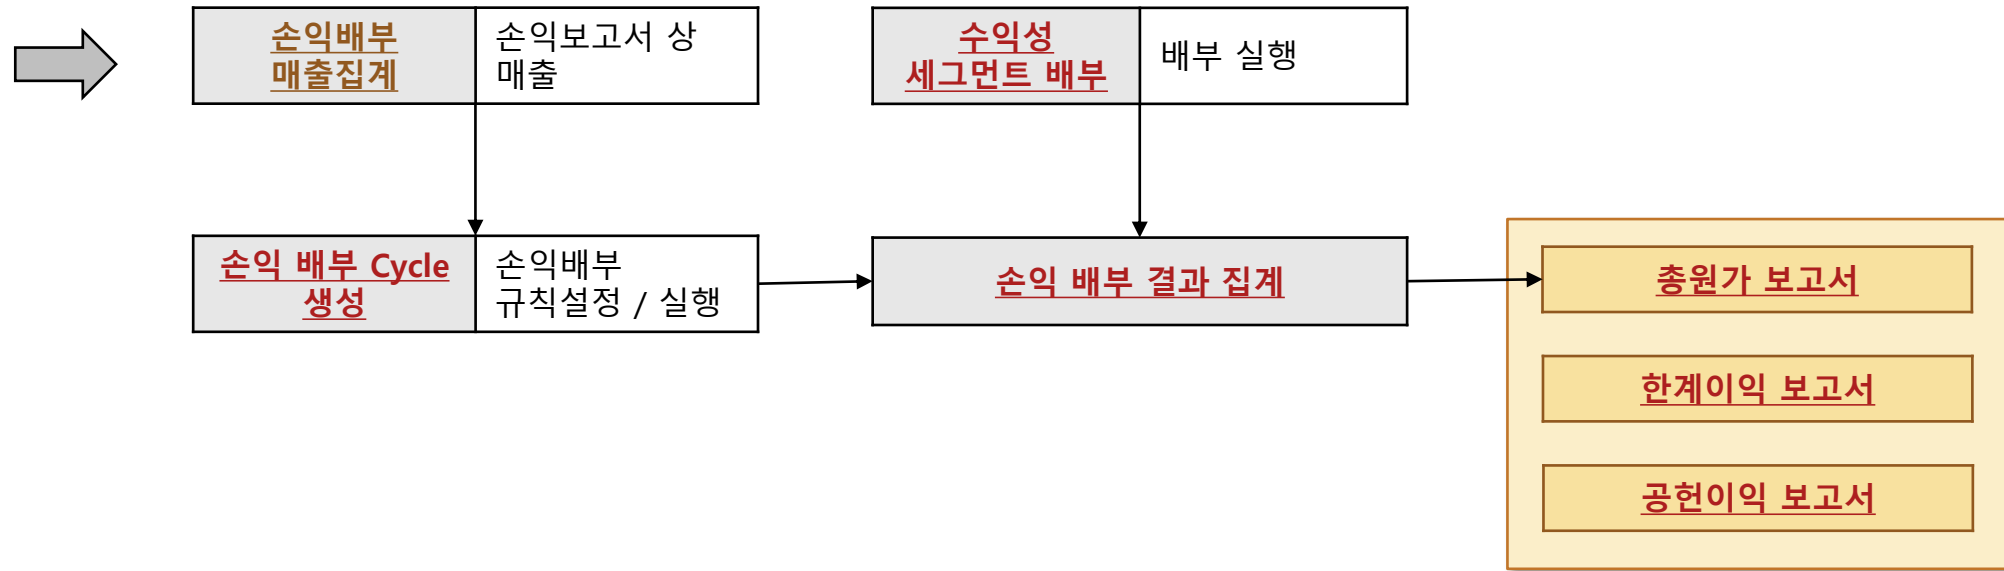 손익배부
매출집계
손익보고서 상
매출
수익성
세그먼트 배부
배부 실행
손익 배부 Cycle
생성
손익배부
규칙설정 / 실행
손익 배부 결과 집계
총원가 보고서
한계이익 보고서
공헌이익 보고서